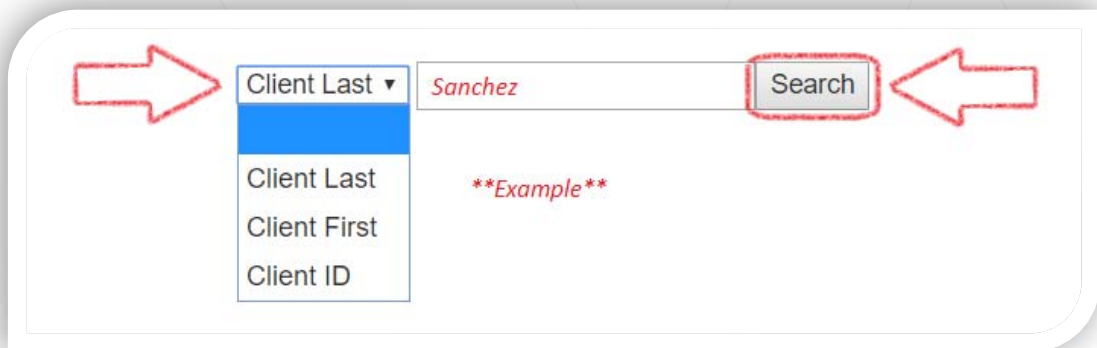 Client Last ▾ Sanchez Search
Client Last
**Example**
Client First
Client ID